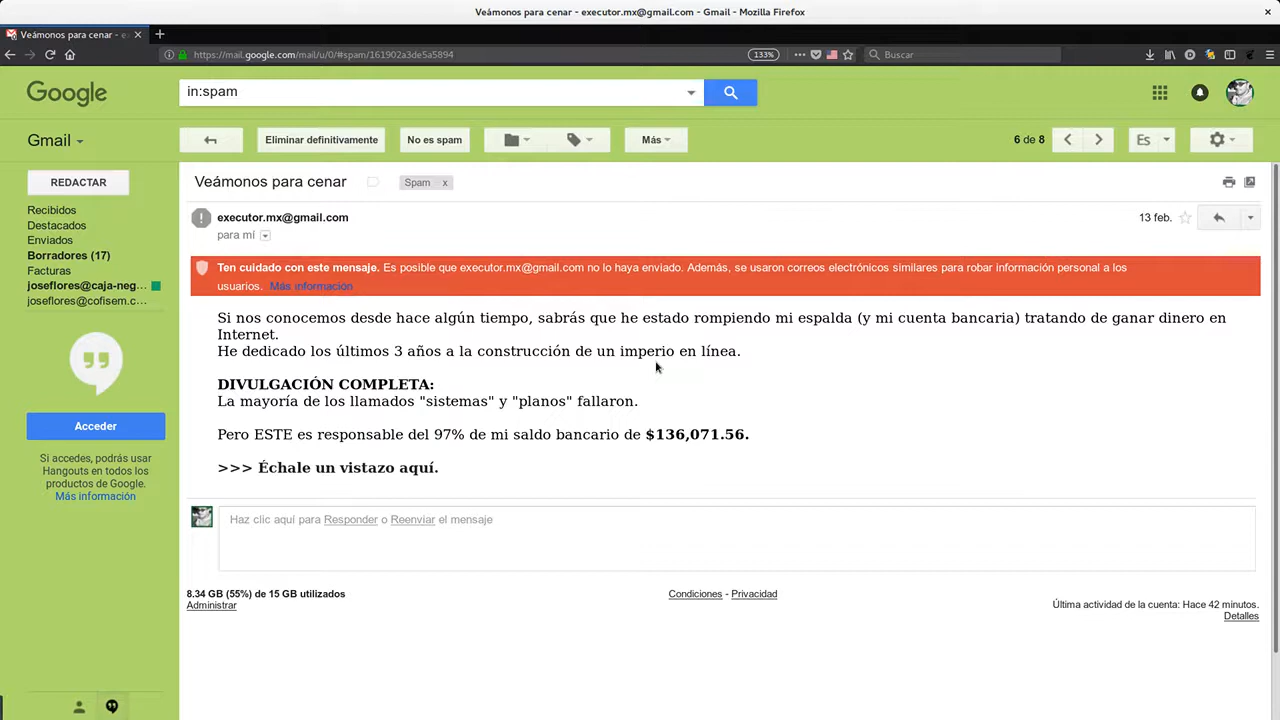 Veámonos para cenar - executor.mx@gmail.com - Gmail - Mozilla Firefox
Veámonos para cenar - ex
https://mail.google.com/mail/u/0/#spam/161902a3de5a5894
133%
Buscar
Google
in:spam
Gmail
Eliminar definitivamente
No es spam
Más
6 de 8
Es
REDACTAR
Veámonos para cenar
Spam x
Recibidos
Destacados
Enviados
Borradores (17)
Facturas
joseflores@caja-neg...
joseflores@cofisem.c...
executor.mx@gmail.com
13 feb.
para mí
Ten cuidado con este mensaje. Es posible que executor.mx@gmail.com no lo haya enviado. Además, se usaron correos electrónicos similares para robar información personal a los
usuarios. Más información
Si nos conocemos desde hace algún tiempo, sabrás que he estado rompiendo mi espalda (y mi cuenta bancaria) tratando de ganar dinero en
Internet.
He dedicado los últimos 3 años a la construcción de un imperio en línea.
DIVULGACIÓN COMPLETA:
La mayoría de los llamados "sistemas" y "planos" fallaron.
Pero ESTE es responsable del 97% de mi saldo bancario de $136,071.56.
>>> Échale un vistazo aquí.
Acceder
Si accedes, podrás usar
Hangouts en todos los
productos de Google.
Más información
Haz clic aquí para Responder o Reenviar el mensaje
8.34 GB (55%) de 15 GB utilizados
Administrar
Condiciones - Privacidad
Última actividad de la cuenta: Hace 42 minutos.
Detalles